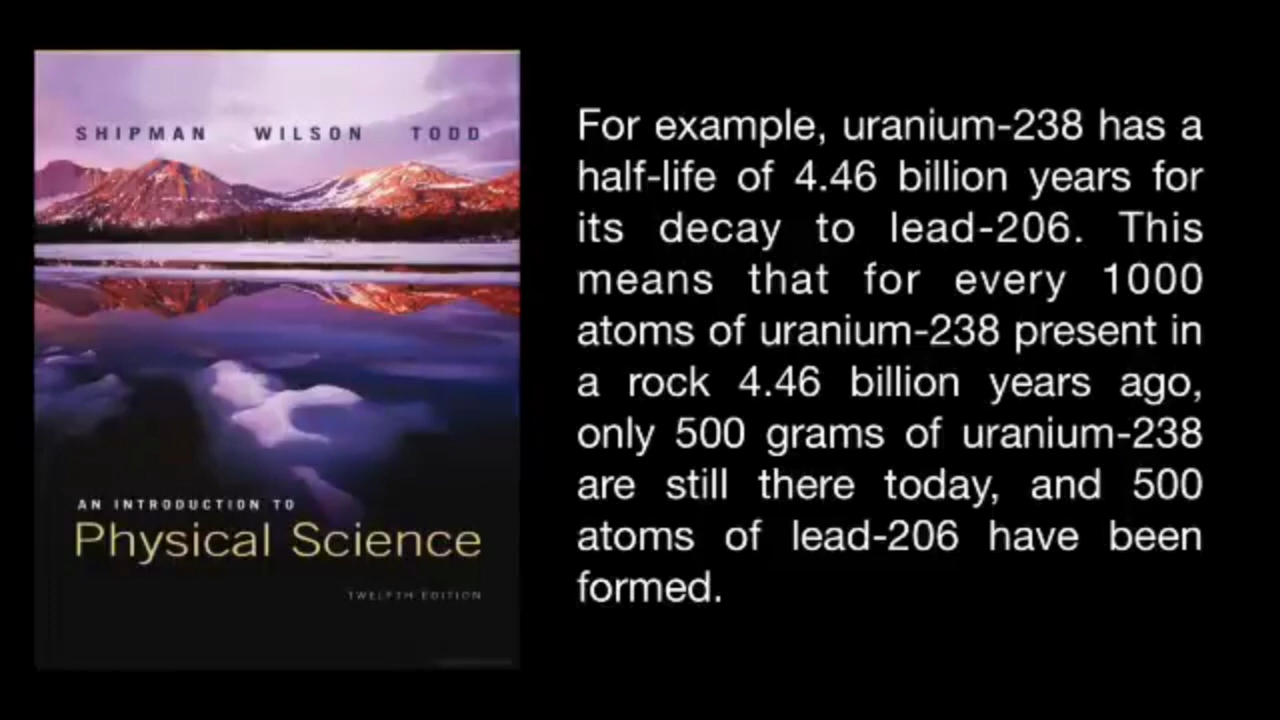 SHIPMAN WILSON TODD
AN INTRODUCTION TO
Physical Science
TWELFTH EDITION
For example, uranium-238 has a
half-life of 4.46 billion years for
its decay to lead-206. This
means that for every 1000
atoms of uranium-238 present in
a rock 4.46 billion years ago,
only 500 grams of uranium-238
are still there today, and 500
atoms of lead-206 have been
formed.